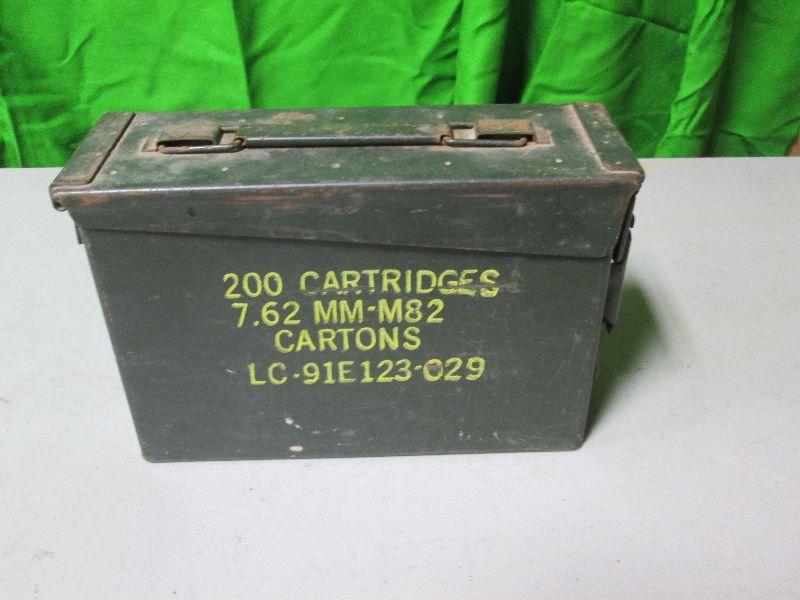 200 CARTRIDGES
7.62 MM-M82
CARTONS
LC-91E123-029